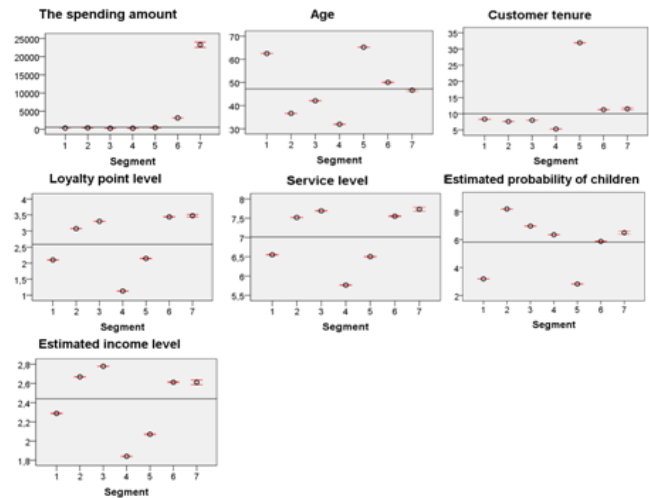 The spending amount
25000
20000
15000
10000
5000
0
1 2 3 4 5 6 7
Segment
Age
70
60
50
40
30
1 2 3 4 5 6 7
Segment
Customer tenure
35
30
25
20
15
10
5
1 2 3 4 5 6 7
Segment
Loyalty point level
4
3,5
3
2,5
2
1,5
1
1 2 3 4 5 6 7
Segment
Service level
8
7,5
7
6,5
6
5,5
1 2 3 4 5 6 7
Segment
Estimated probability of children
8
6
4
2
1 2 3 4 5 6 7
Segment
Estimated income level
2,8
2,6
2,4
2,2
2
1,8
1 2 3 4 5 6 7
Segment